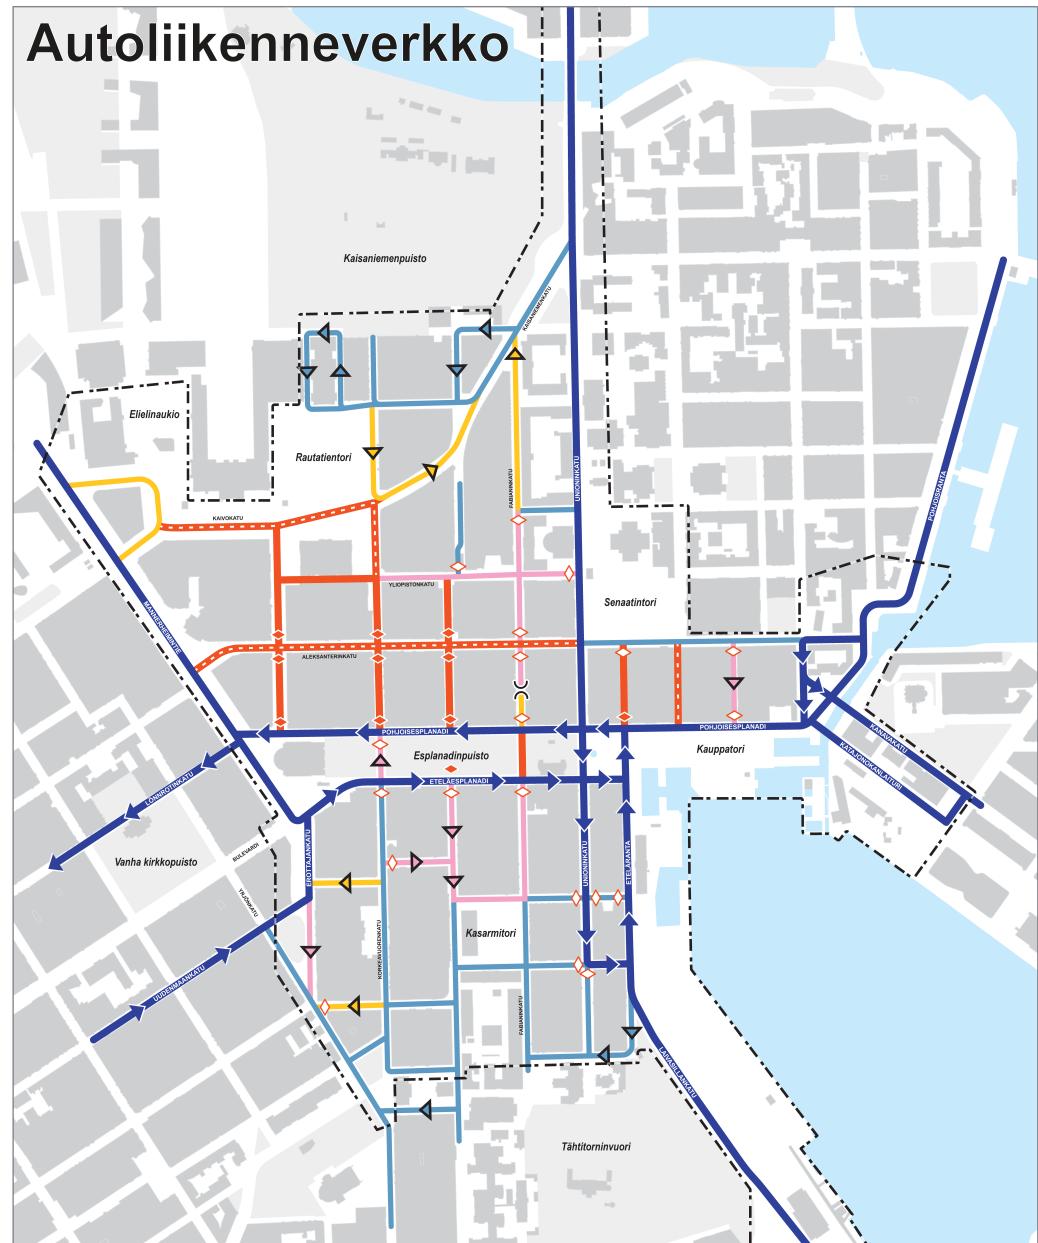 Autoliikenneverkko
Kaisaniemenpuisto
KAISANIEMENKATU
Elielinaukio
Rautatientori
FABIANINKATU
UNIONINKATU
POHJOISRANTA
KAIVOKATU
YLIOPISTONKATU
Senaatintori
MANNERHEIMINTIE
ALEKSANTERINKATU
POHJOISESPLANADI
POHJOISESPLANADI
KANAVAKATU
KATAJANOKANLAITURI
Kauppatori
Esplanadinpuisto
ETELÄESPLANADI
LÖNNROTINKATU
BULEVARDI
Vanha kirkkopuisto
EROTTAJANKATU
UNIONINKATU
ETELÄRANTA
YRJÖNKATU
KORKEAVUORENKATU
Kasarmitori
UUDENMAANKATU
FABIANINKATU
LAIVASILLANKATU
Tähtitorninvuori